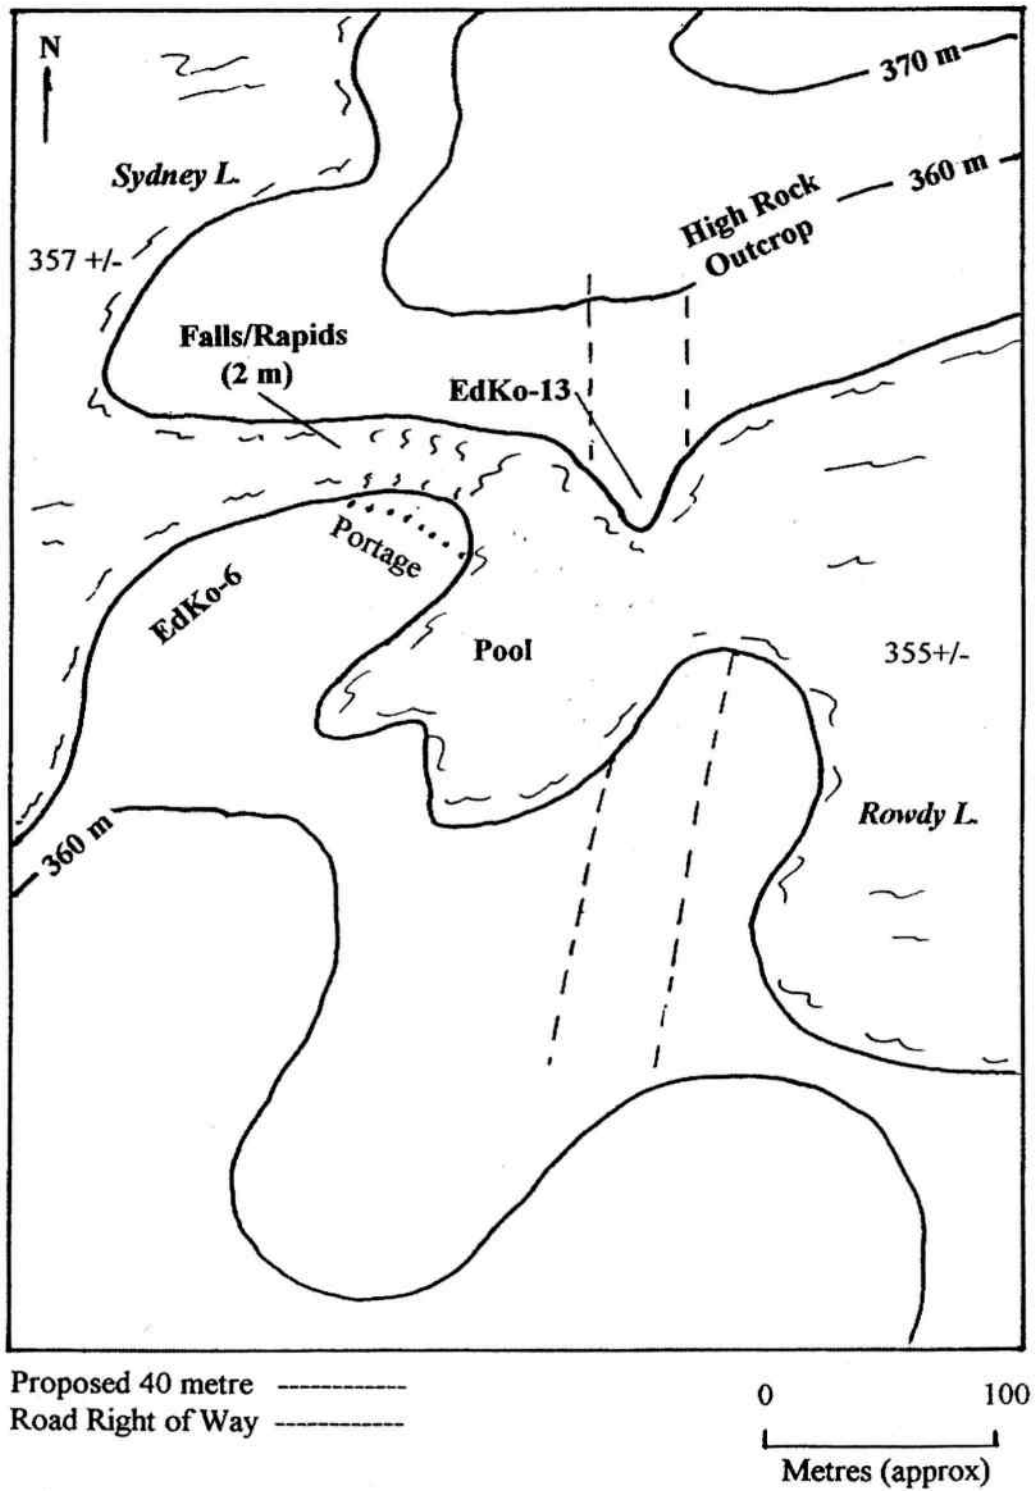 N
370 m
Sydney L.
360 m
High Rock
Outcrop
357 +/-
Falls/Rapids
(2 m)
EdKo-13
Portage
EdKo-6
Pool
355+/-
360 m
Rowdy L.
Proposed 40 metre
Road Right of Way
0 100
Metres (approx)